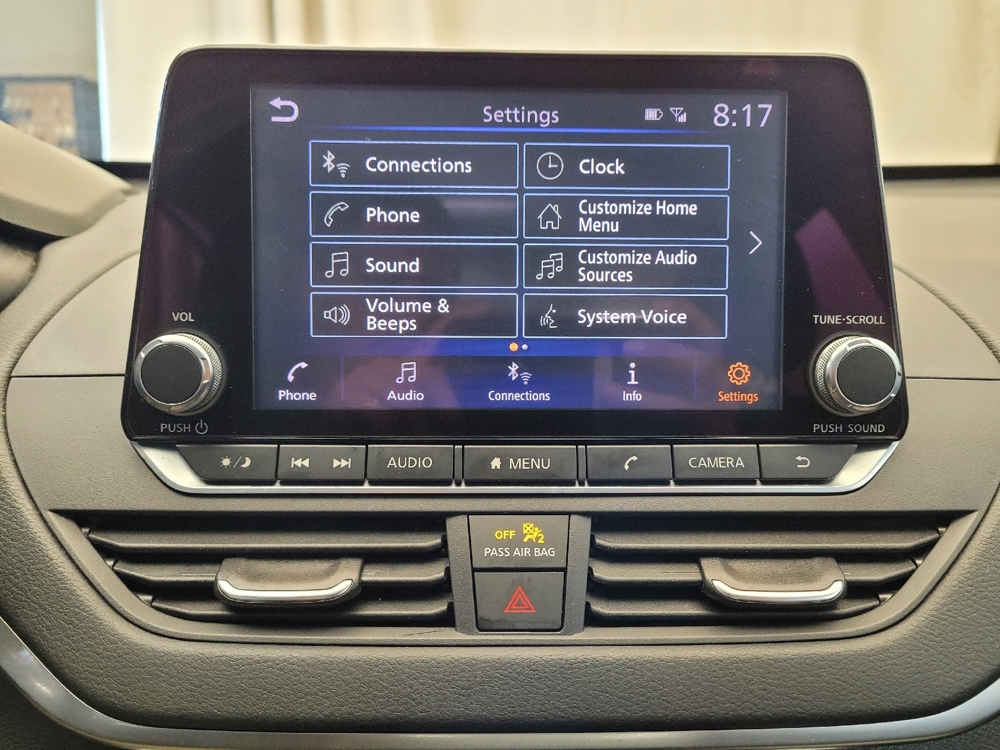 Settings 8:17
Connections Clock
Phone Customize Home
Menu
Sound Customize Audio
Sources
Volume &
Beeps
System Voice
Phone Audio Connections Info Settings
VOL TUNE·SCROLL
PUSH PUSH SOUND
AUDIO MENU CAMERA
OFF 2
PASS AIR BAG